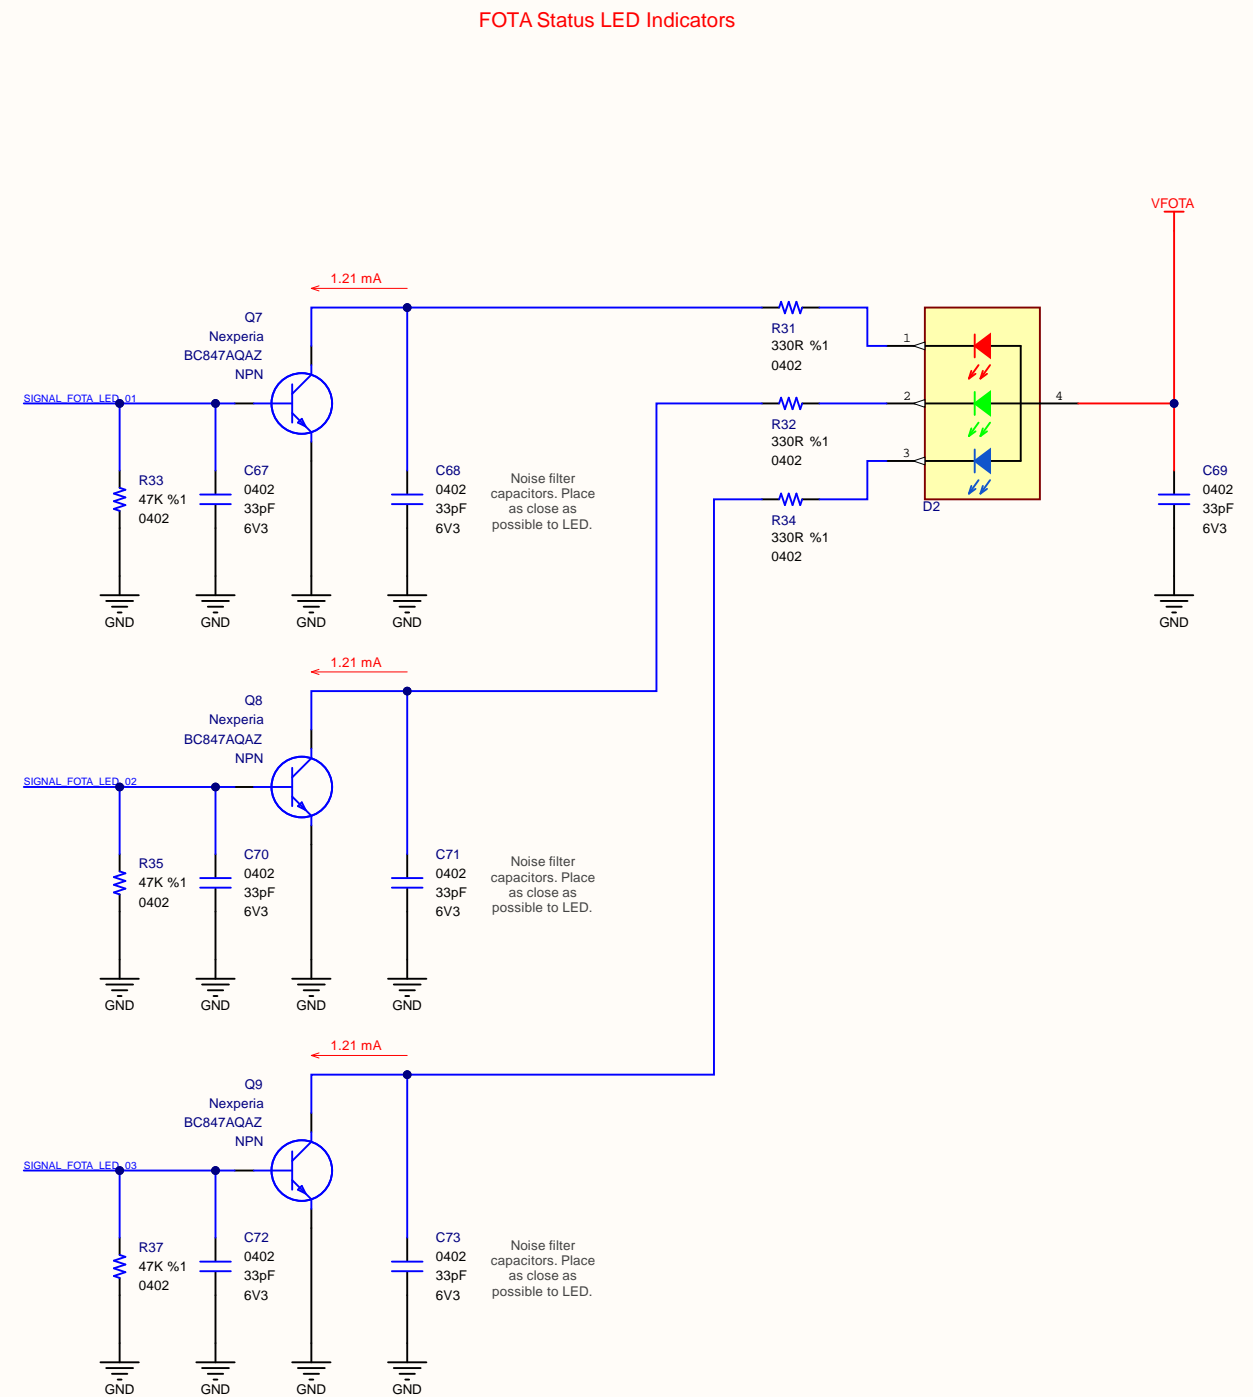 FOTA Status LED Indicators
VFOTA
1.21 mA
Q7
Nexperia
BC847AQAZ
NPN
SIGNAL_FOTA_LED_01
R33
47K %1
0402
C67
0402
33pF
6V3
C68
0402
33pF
6V3
Noise filter
capacitors. Place
as close as
possible to LED.
GND
GND
GND
GND
R31
330R %1
0402
R32
330R %1
0402
R34
330R %1
0402
1
2
3
4
D2
C69
0402
33pF
6V3
GND
1.21 mA
Q8
Nexperia
BC847AQAZ
NPN
SIGNAL_FOTA_LED_02
R35
47K %1
0402
C70
0402
33pF
6V3
C71
0402
33pF
6V3
Noise filter
capacitors. Place
as close as
possible to LED.
GND
GND
GND
GND
1.21 mA
Q9
Nexperia
BC847AQAZ
NPN
SIGNAL_FOTA_LED_03
R37
47K %1
0402
C72
0402
33pF
6V3
C73
0402
33pF
6V3
Noise filter
capacitors. Place
as close as
possible to LED.
GND
GND
GND
GND